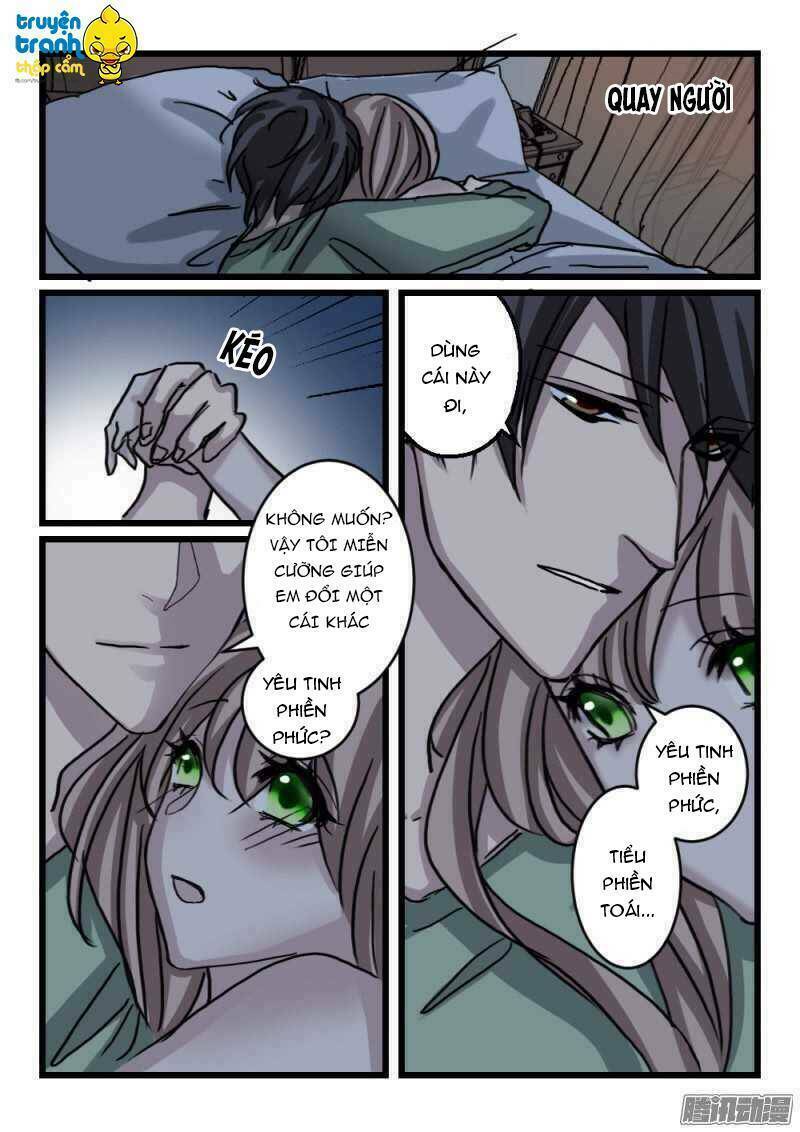 truyện
tranh
thập cẩm
QUAY NGƯỜI
KÉO
DÙNG
CÁI NÀY
ĐI,
KHÔNG MUỐN?
VẬY TÔI MIỄN
CƯỠNG GIÚP
EM ĐỔI MỘT
CÁI KHÁC
YÊU TINH
PHIỀN
PHỨC?
YÊU TINH
PHIỀN
PHỨC,
TIỂU
PHIỀN
TOÁI...
腾讯动漫